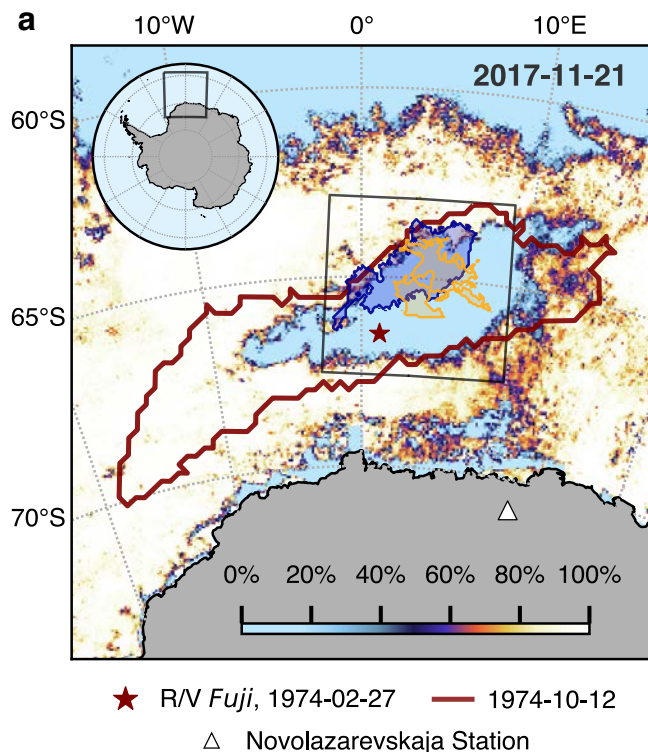 a
10°W 0° 10°E
2017-11-21
60°S
65°S
70°S
0% 20% 40% 60% 80% 100%
R/V Fuji, 1974-02-27 1974-10-12
Novolazarevskaja Station